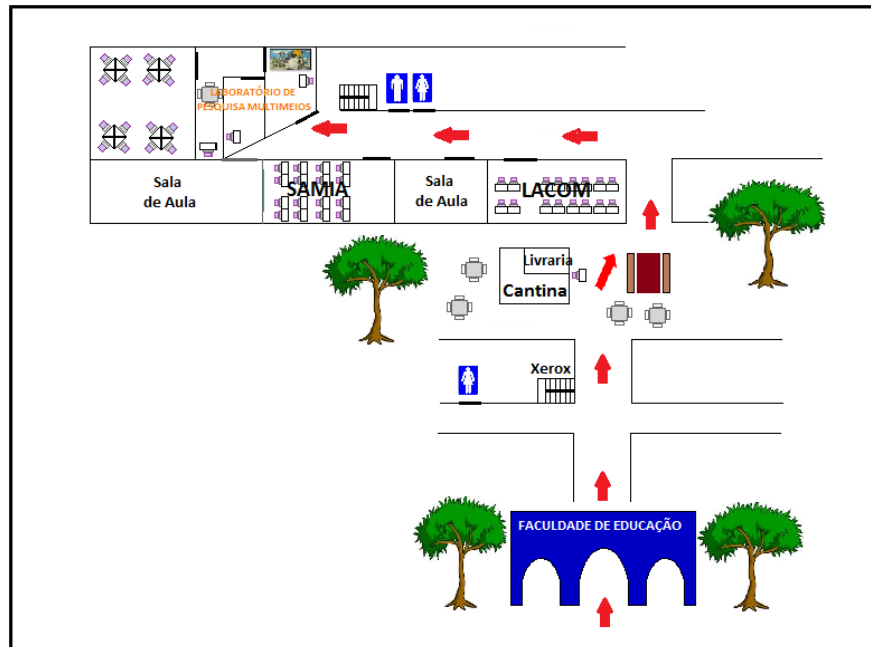 LABORATÓRIO DE
PESQUISA MULTIMEIOS
Sala
de Aula
SAMIA
Sala
de Aula
LACOM
Livraria
Cantina
Xerox
FACULDADE DE EDUCAÇÃO